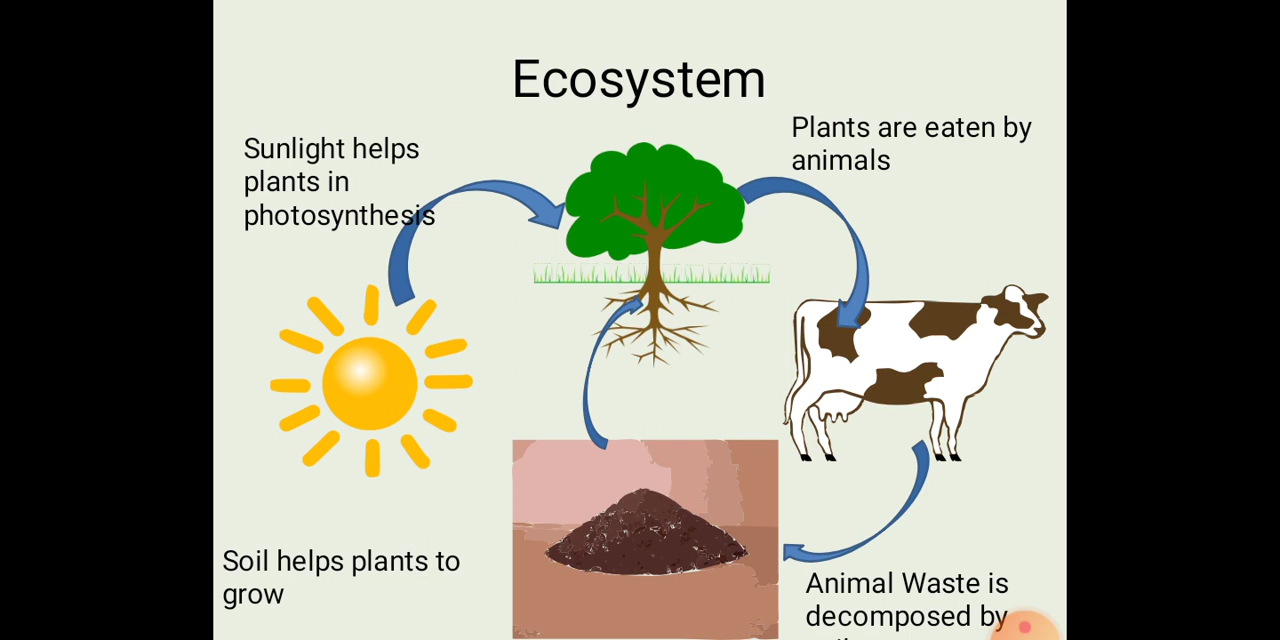 Ecosystem
Sunlight helps
plants in
photosynthesis
Plants are eaten by
animals
Soil helps plants to
grow
Animal Waste is
decomposed by